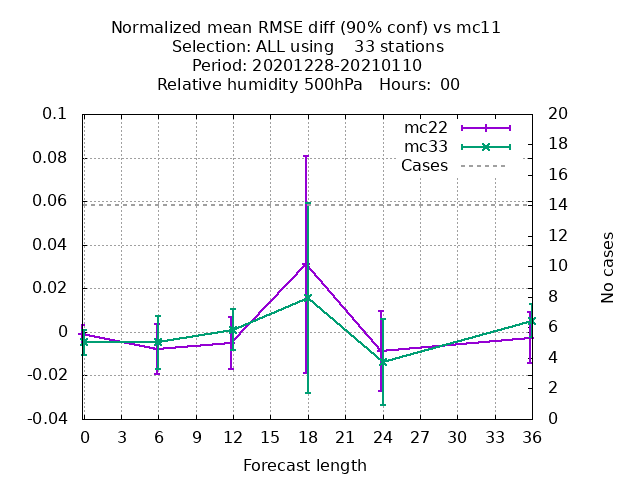 Normalized mean RMSE diff (90% conf) vs mc11
Selection: ALL using    33 stations
Period: 20201228-20210110
Relative humidity 500hPa   Hours:  00
mc22
mc33
Cases
0.1
0.08
0.06
0.04
0.02
0
-0.02
-0.04
20
18
16
14
12
10
8
6
4
2
0
No cases
0 3 6 9 12 15 18 21 24 27 30 33 36
Forecast length